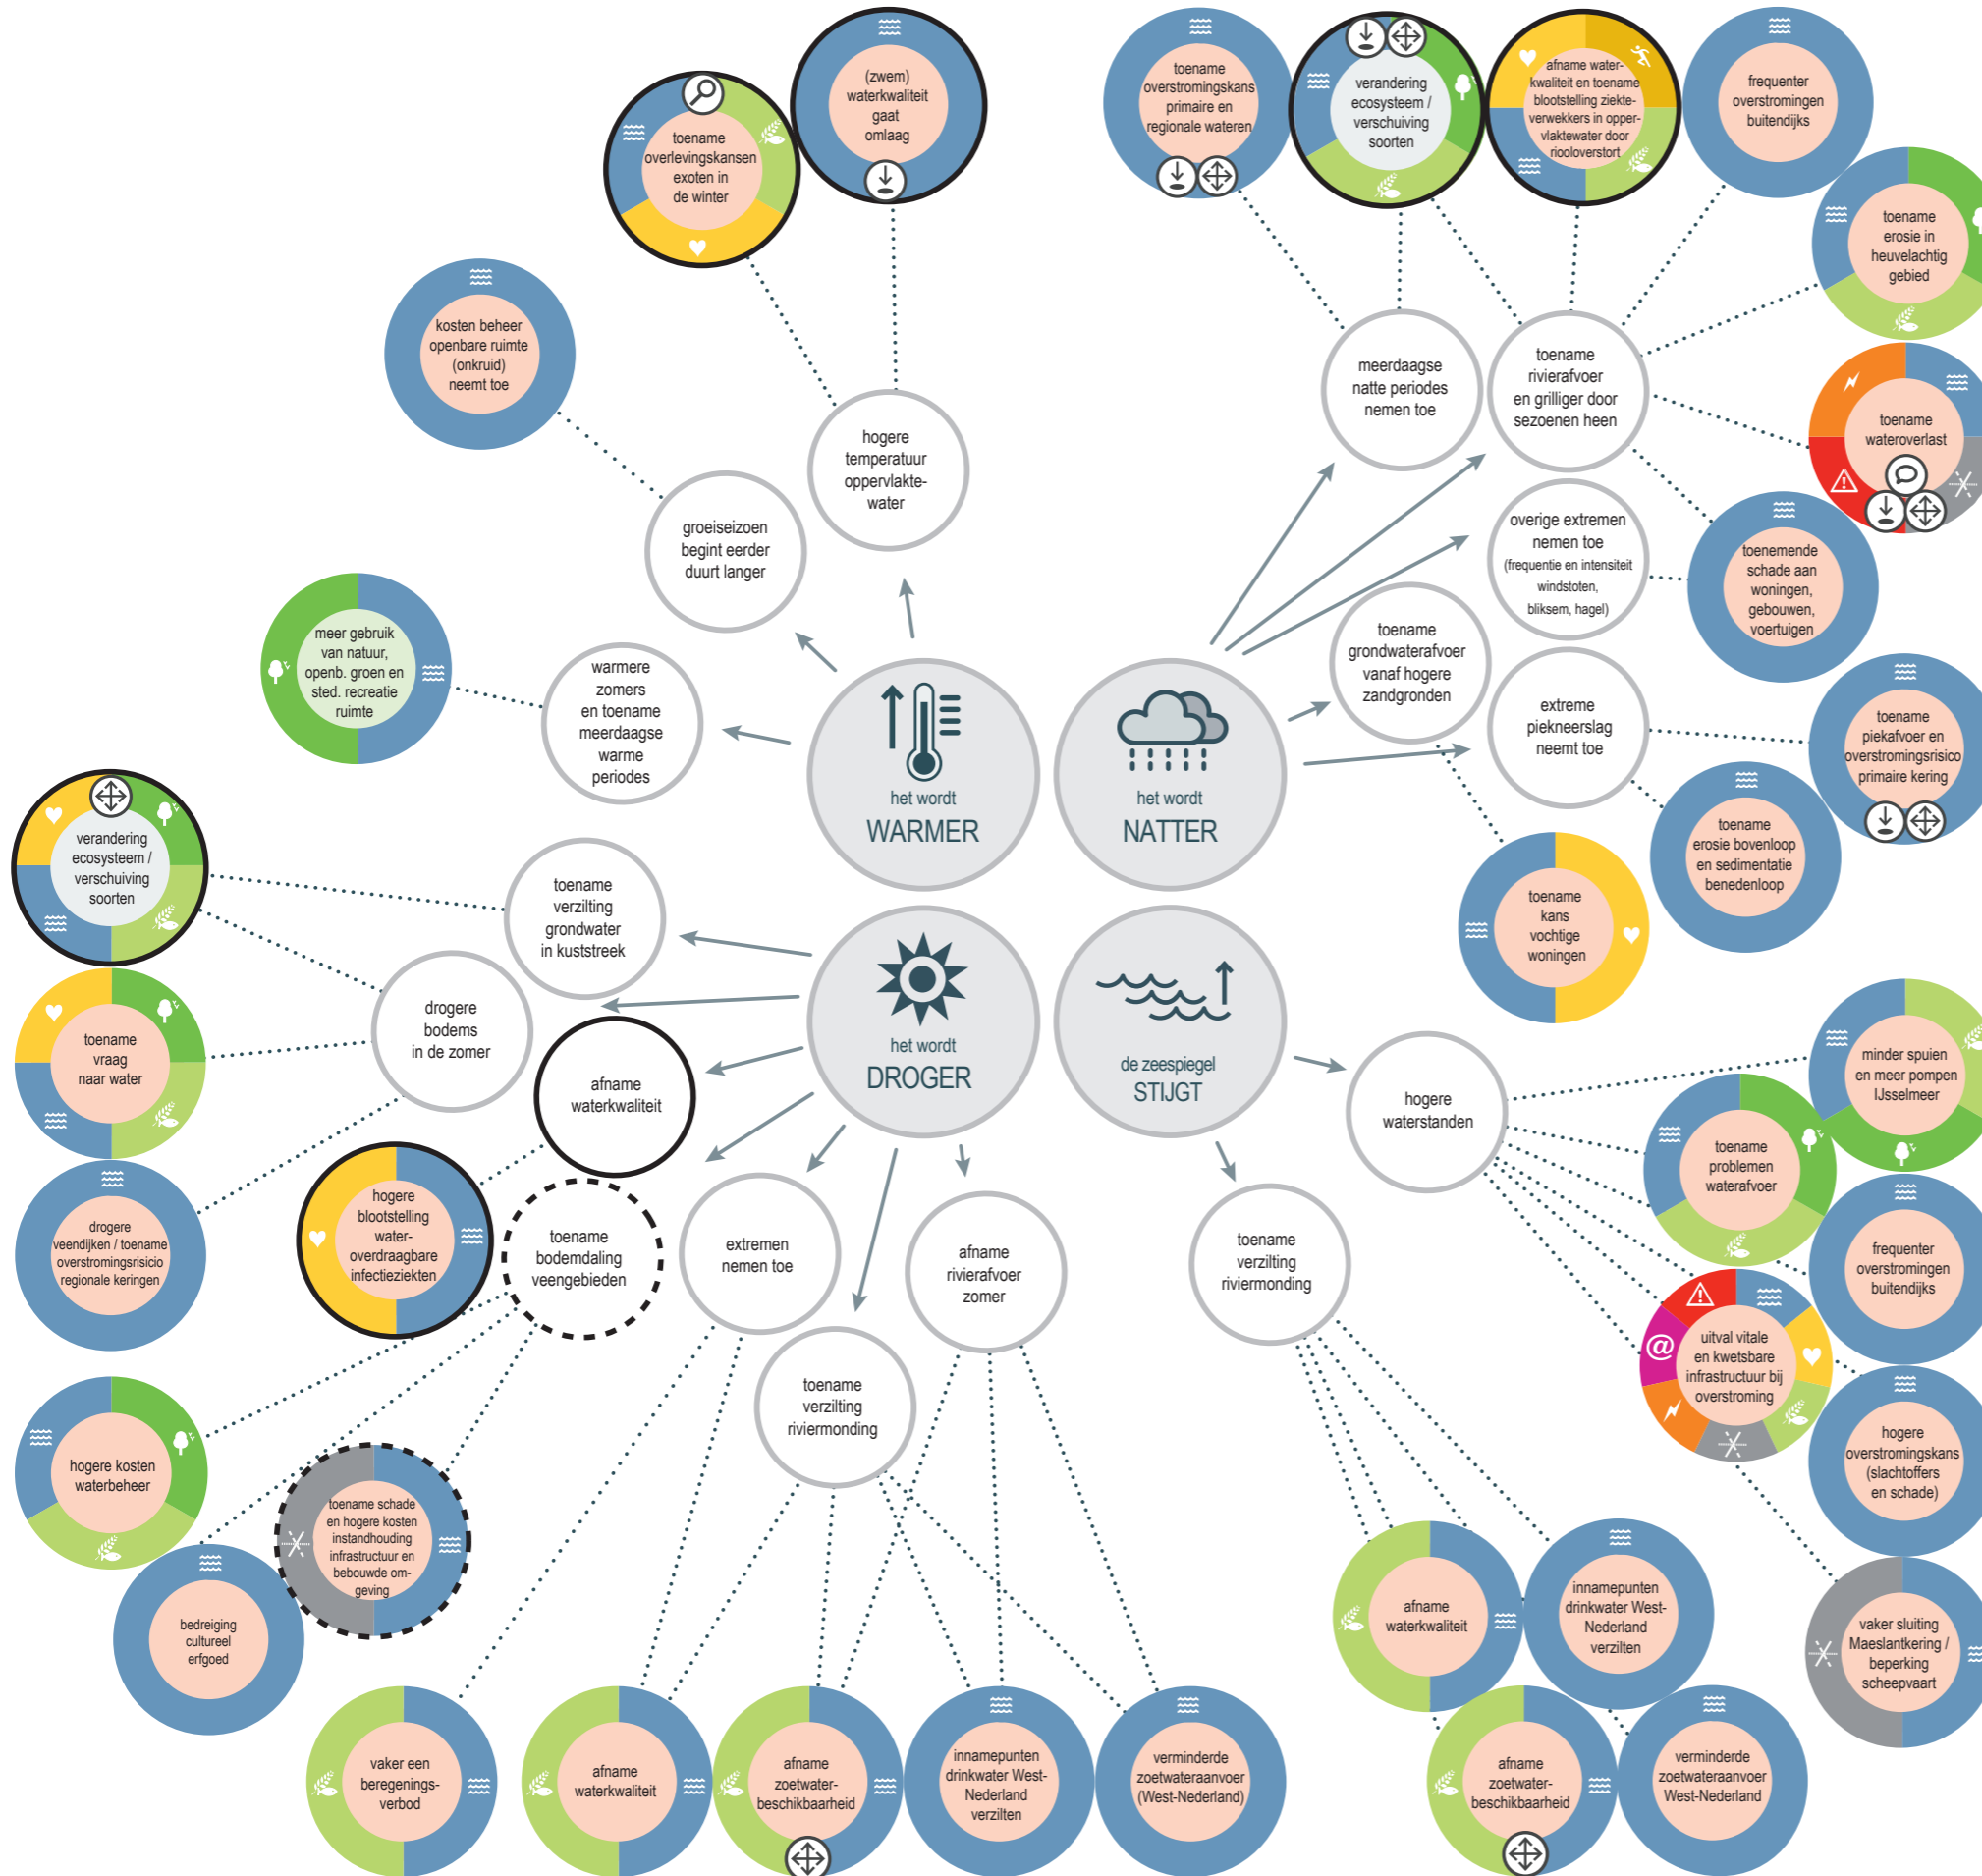 (zwem)
waterkwaliteit
gaat
omlaag
toename
overlevingskansen
exoten in
de winter
kosten beheer
openbare ruimte
(onkruid)
neemt toe
hogere
temperatuur
oppervlakte-
water
groeiseizoen
begint eerder
duurt langer
meer gebruik
van natuur,
openb. groen en
sted. recreatie
ruimte
warmere
zomers
en toename
meerdaagse
warme
periodes
het wordt
WARMER
toename
overstromingskans
primaire en
regionale wateren
verandering
ecosysteem /
verschuiving
soorten
afname water-
kwaliteit en toename
blootstelling ziekte-
verwekkers in opper-
vlaktewater door
riooloverstort
frequenter
overstromingen
buitendijks
toename
erosie in
heuvelachtig
gebied
meerdaagse
natte periodes
nemen toe
toename
rivierafvoer
en grilliger door
sezoenen heen
toename
wateroverlast
overige extremen
nemen toe
(frequentie en intensiteit
windstoten,
bliksem, hagel)
toenemende
schade aan
woningen,
gebouwen,
voertuigen
toename
grondwaterafvoer
vanaf hogere
zandgronden
extreme
piekneerslag
neemt toe
toename
piekafvoer en
overstromingsrisico
primaire kering
toename
erosie bovenloop
en sedimentatie
benedenloop
toename
kans
vochtige
woningen
het wordt
NATTER
verandering
ecosysteem /
verschuiving
soorten
toename
verzilting
grondwater
in kuststreek
toename
vraag
naar water
drogere
bodems
in de zomer
het wordt
DROGER
afname
waterkwaliteit
drogere
veendijken / toename
overstromingsrisicio
regionale keringen
hogere
blootstelling
water-
overdraagbare
infectieziekten
toename
bodemdaling
veengebieden
extremen
nemen toe
afname
rivierafvoer
zomer
toename
verzilting
riviermonding
hogere kosten
waterbeheer
toename schade
en hogere kosten
instandhouding
infrastructuur en
bebouwde om-
geving
bedreiging
cultureel
erfgoed
vaker een
beregenings-
verbod
afname
waterkwaliteit
afname
zoetwater-
beschikbaarheid
innamepunten
drinkwater West-
Nederland
verzilten
verminderde
zoetwateraanvoer
(West-Nederland)
de zeespiegel
STIJGT
hogere
waterstanden
toename
verzilting
riviermonding
minder spuien
en meer pompen
IJsselmeer
toename
problemen
waterafvoer
frequenter
overstromingen
buitendijks
@
uitval vitale
en kwetsbare
infrastructuur bij
overstroming
hogere
overstromingskans
(slachtoffers
en schade)
vaker sluiting
Maeslantkering /
beperking
scheepvaart
afname
waterkwaliteit
innamepunten
drinkwater West-
Nederland
verzilten
afname
zoetwater-
beschikbaarheid
verminderde
zoetwateraanvoer
West-Nederland